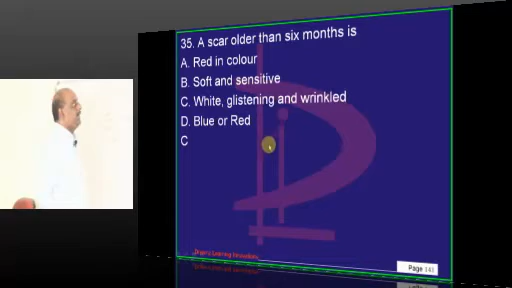 35. A scar older than six months is
A. Red in colour
B. Soft and sensitive
C. White, glistening and wrinkled
D. Blue or Red
C
Page 143